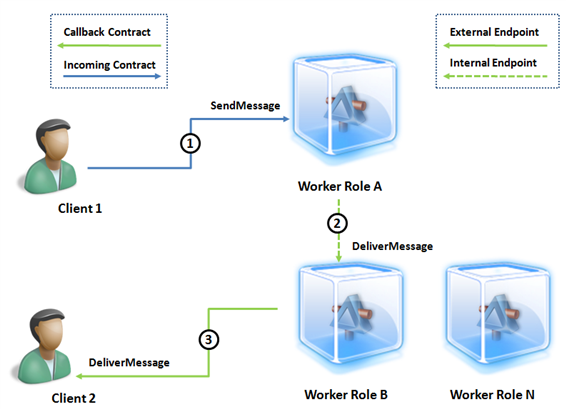 Callback Contract
Incoming Contract
External Endpoint
Internal Endpoint
SendMessage
1
Client 1
Worker Role A
2
DeliverMessage
3
DeliverMessage
Client 2
Worker Role B
Worker Role N